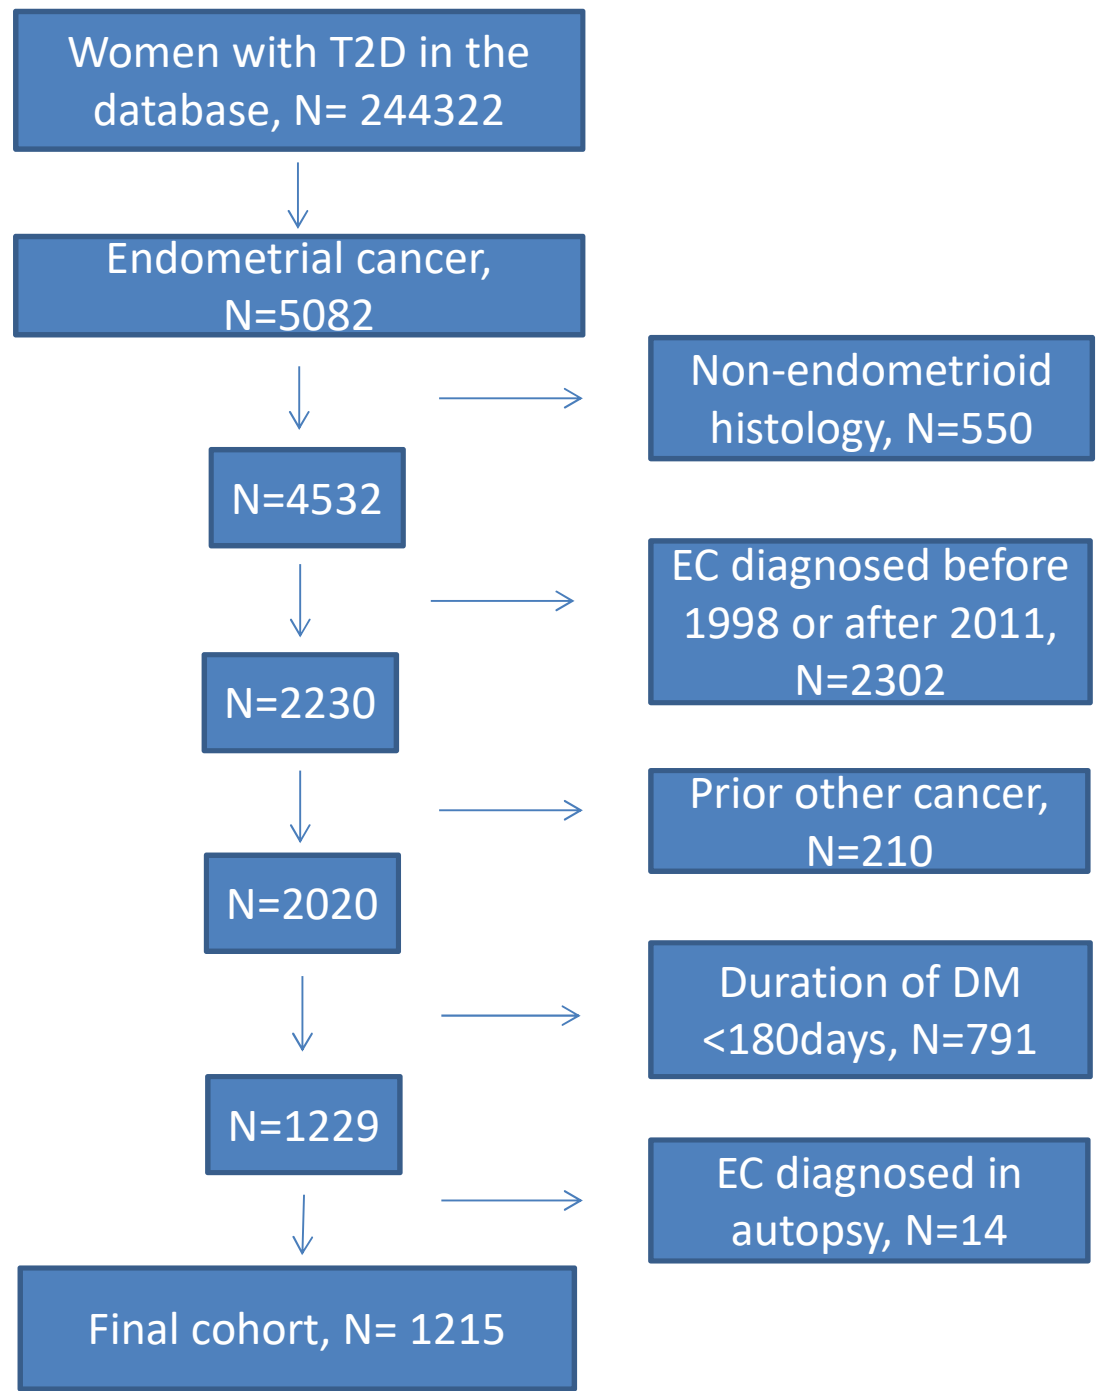 Women with T2D in the
database, N= 244322
Endometrial cancer,
N=5082
Non-endometrioid
histology, N=550
N=4532
EC diagnosed before
1998 or after 2011,
N=2302
N=2230
Prior other cancer,
N=210
N=2020
Duration of DM
<180days, N=791
N=1229
EC diagnosed in
autopsy, N=14
Final cohort, N= 1215